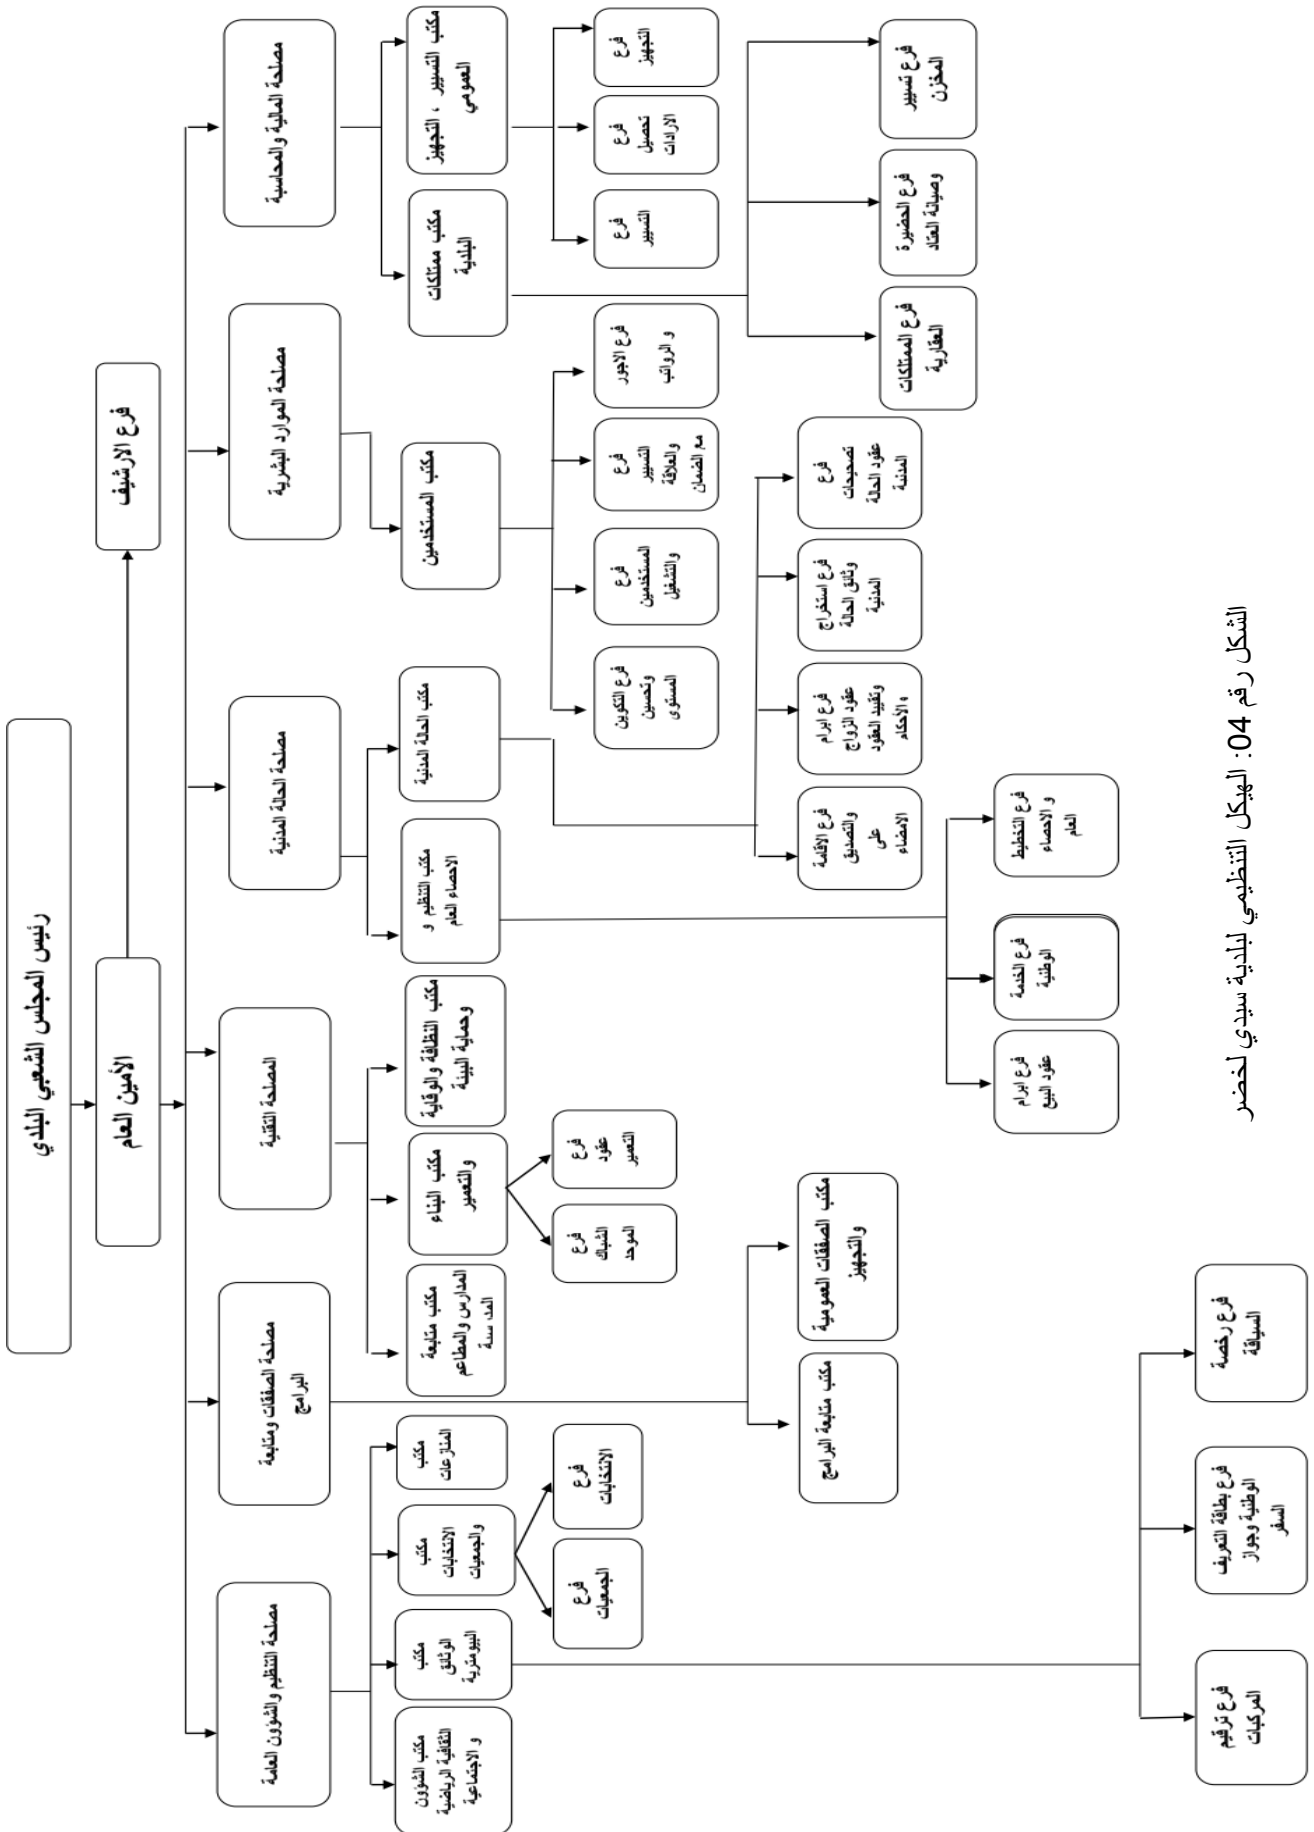 رئيس المجلس الشعبي البلدي
الأمين العام
فرع الارشيف
مصلحة المالية والمحاسبة
مصلحة الموارد البشرية
مصلحة الحالة المدنية
المصلحة التقنية
مصلحة الصفقات ومتابعة
البرامج
مصلحة التنظيم والشؤون العامة
مكتب التسيير ، التجهيز
العمومي
مكتب ممتلكات
البلدية
مكتب المستخدمين
مكتب الحالة المدنية
مكتب التنظيم و
الاحصاء العام
مكتب النظافة والوقاية
وحماية البيئة
مكتب البناء
والتعمير
مكتب متابعة
المدارس والمطاعم
مكتب
المنازعات
مكتب
الانتخابات
والجمعيات
مكتب
الوثائق
البيومترية
مكتب الشؤون
الثقافية الرياضية
و الاجتماعية
فرع
التجهيز
فرع
تحصيل
الارادات
فرع
التسيير
فرع الاجور
و الرواتب
فرع
التسيير
والعلاقة
مع الضمان
فرع
المستخدمين
والتشغيل
فرع التكوين
وتحسين
المستوى
فرع
عقود
التعمير
فرع
الشباك
الموحد
فرع
الانتخابات
فرع
الجمعيات
فرع تسيير
المخزن
فرع الحضيرة
وصيانة العتاد
فرع الممتلكات
العقارية
فرع
تصحيحات
عقود الحالة
المدنية
فرع استخراج
وثائق الحالة
المدنية
فرع ابرام
عقود الزواج
وتقييد العقود
والأحكام
فرع الاقامة
والتصديق
على
الامضاء
مكتب الصفقات العمومية
والتجهيز
مكتب متابعة البرامج
فرع التخطيط
و الاحصاء
العام
فرع الخدمة
الوطنية
فرع ابرام
عقود البيع
فرع رخصة
السياقة
فرع بطاقة التعريف
الوطنية وجواز
السفر
فرع ترقيم
المركبات
الشكل رقم 04: الهيكل التنظيمي لبلدية سيدي لخضر